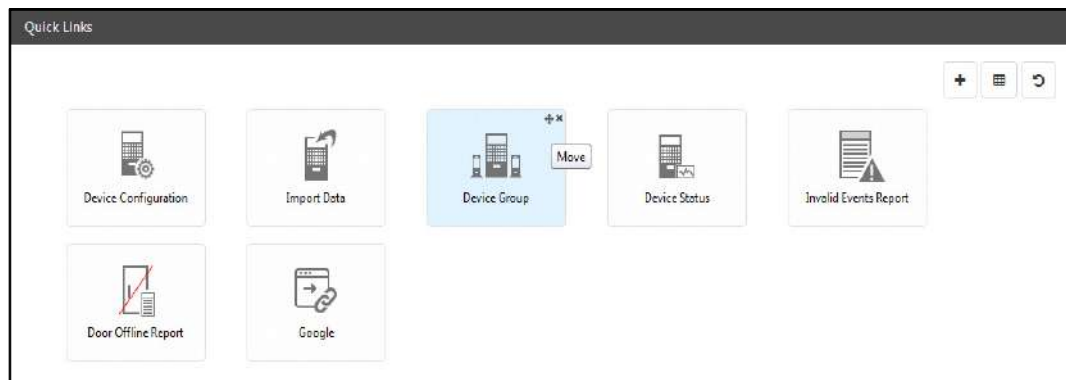 Quick Links
Move
Device Configuration
Import Data
Device Group
Device Status
Invalid Events Report
Door Offline Report
Google